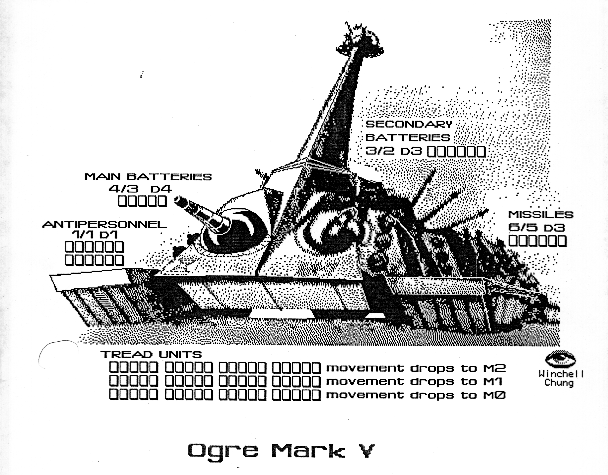 SECONDARY
BATTERIES
3/2 D3
MAIN BATTERIES
4/3 D4
ANTIPERSONNEL
1/1 D1
MISSILES
6/5 D3
TREAD UNITS
movement drops to M2
movement drops to M1
movement drops to M0
Winchell
Chung
Ogre Mark V